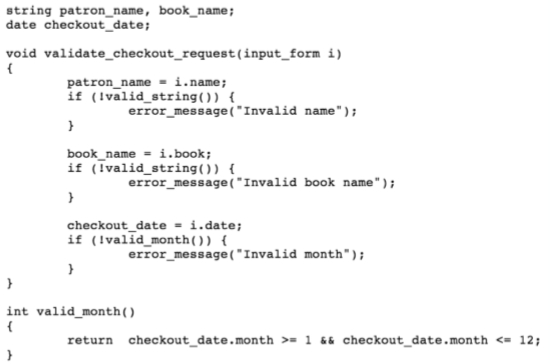 string patron_name, book_name;
date checkout_date;
void validate_checkout_request(input_form i)
{
patron_name = i.name;
if (!valid_string()) {
error_message("Invalid name");
}
book_name = i.book;
if (!valid_string()) {
error_message("Invalid book name");
}
checkout_date = i.date;
if (!valid_month()) {
error_message("Invalid month");
}
}
int valid_month()
{
return checkout_date.month >= 1 && checkout_date.month <= 12;
}